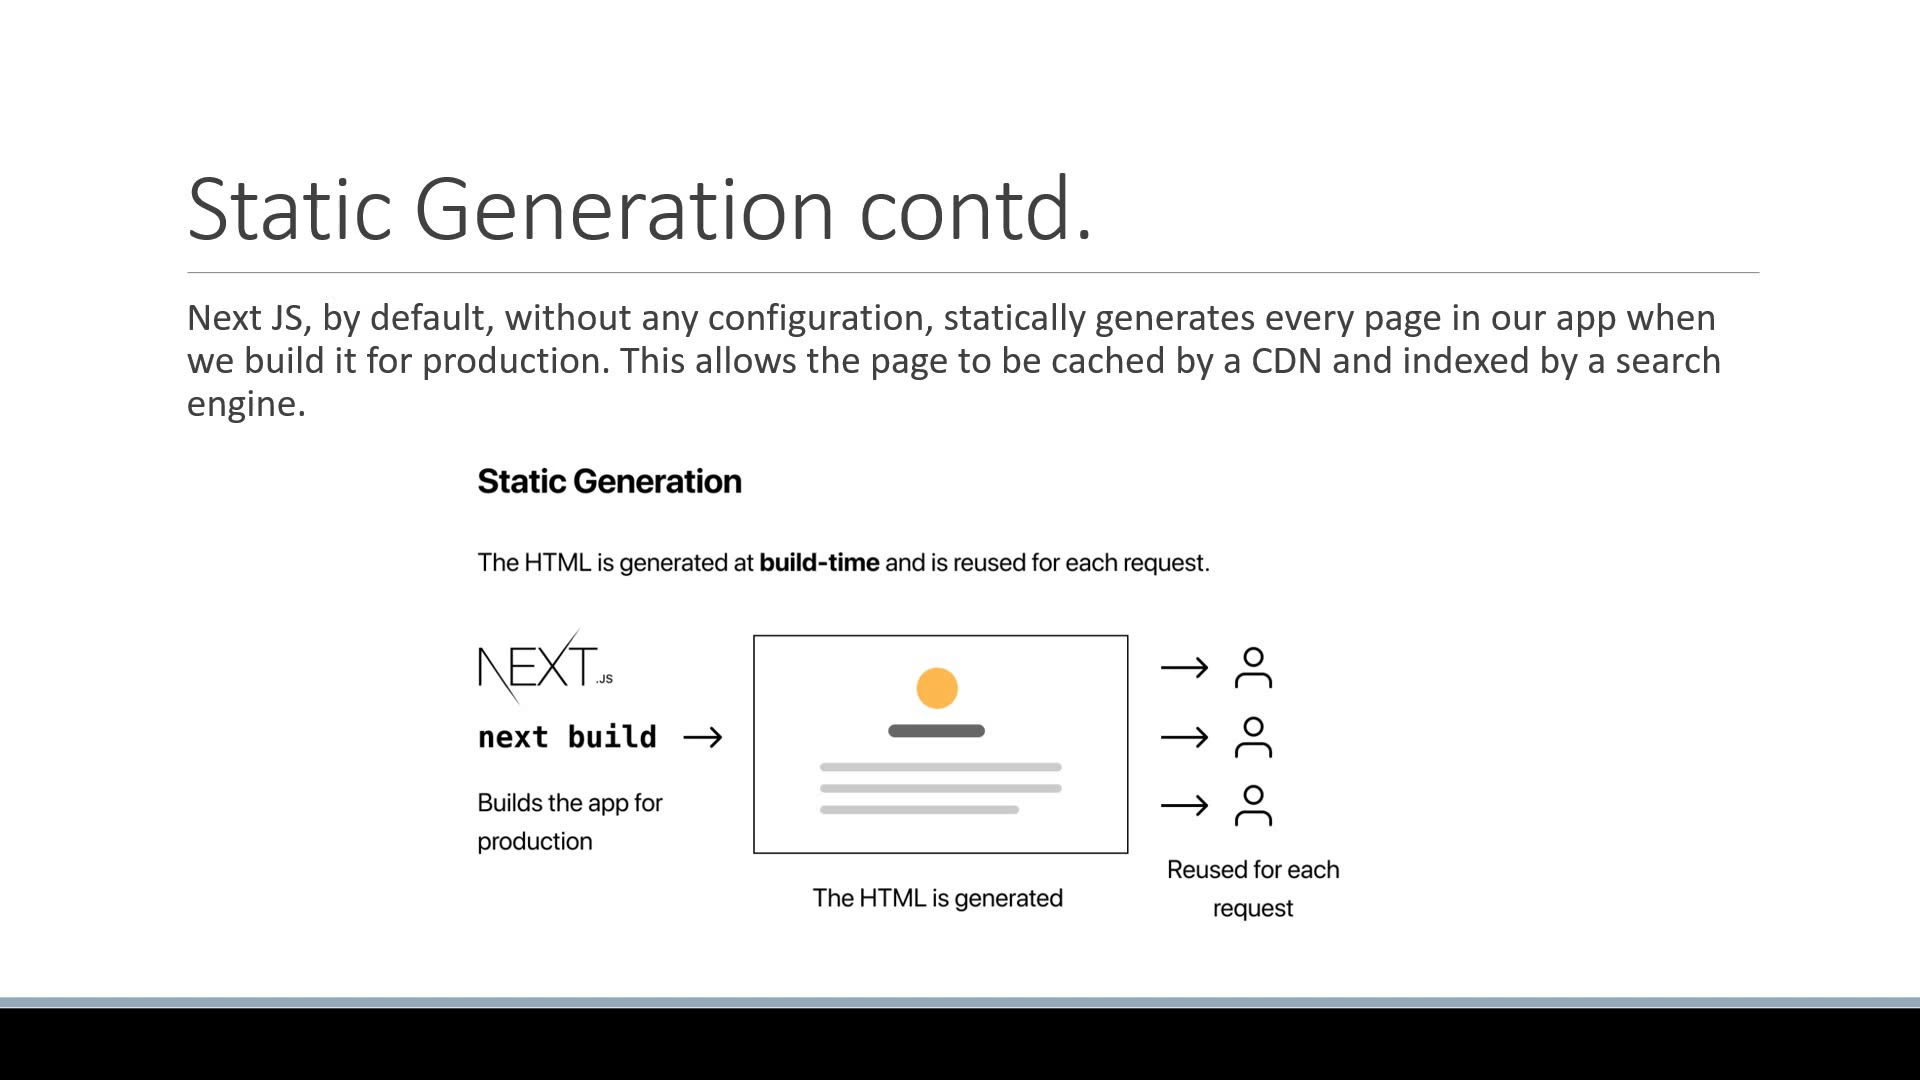 Static Generation contd.
Next JS, by default, without any configuration, statically generates every page in our app when
we build it for production. This allows the page to be cached by a CDN and indexed by a search
engine.
Static Generation
The HTML is generated at build-time and is reused for each request.
NEXT.JS
next build
Builds the app for
production
The HTML is generated
Reused for each
request